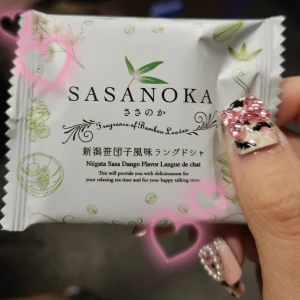 SASANOKA
ささのか
Fragrance of Bamboo Leaves
新潟笹団子風味ラングドシャ
Niigata Sasa Dango Flavor Langue de chat
This will provide you with deliciousness for
your relaxing tea time and for your happy talking time.